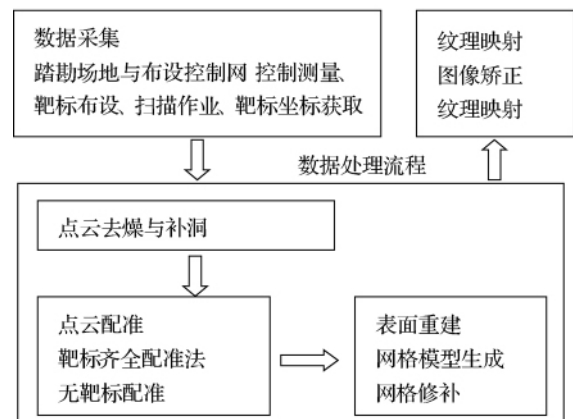 数据采集
踏勘场地与布设控制网 控制测量、
靶标布设、扫描作业、靶标坐标获取
纹理映射
图像矫正
纹理映射
数据处理流程
点云去燥与补洞
点云配准
靶标齐全配准法
无靶标配准
表面重建
网格模型生成
网格修补